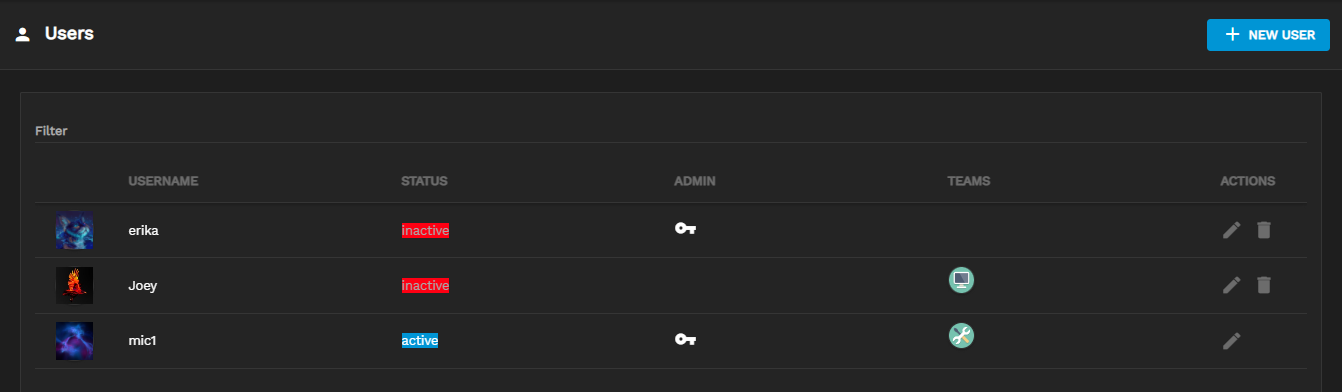 Users
NEW USER
Filter
USERNAME STATUS ADMIN TEAMS ACTIONS
erika inactive
Joey inactive
mic1 active